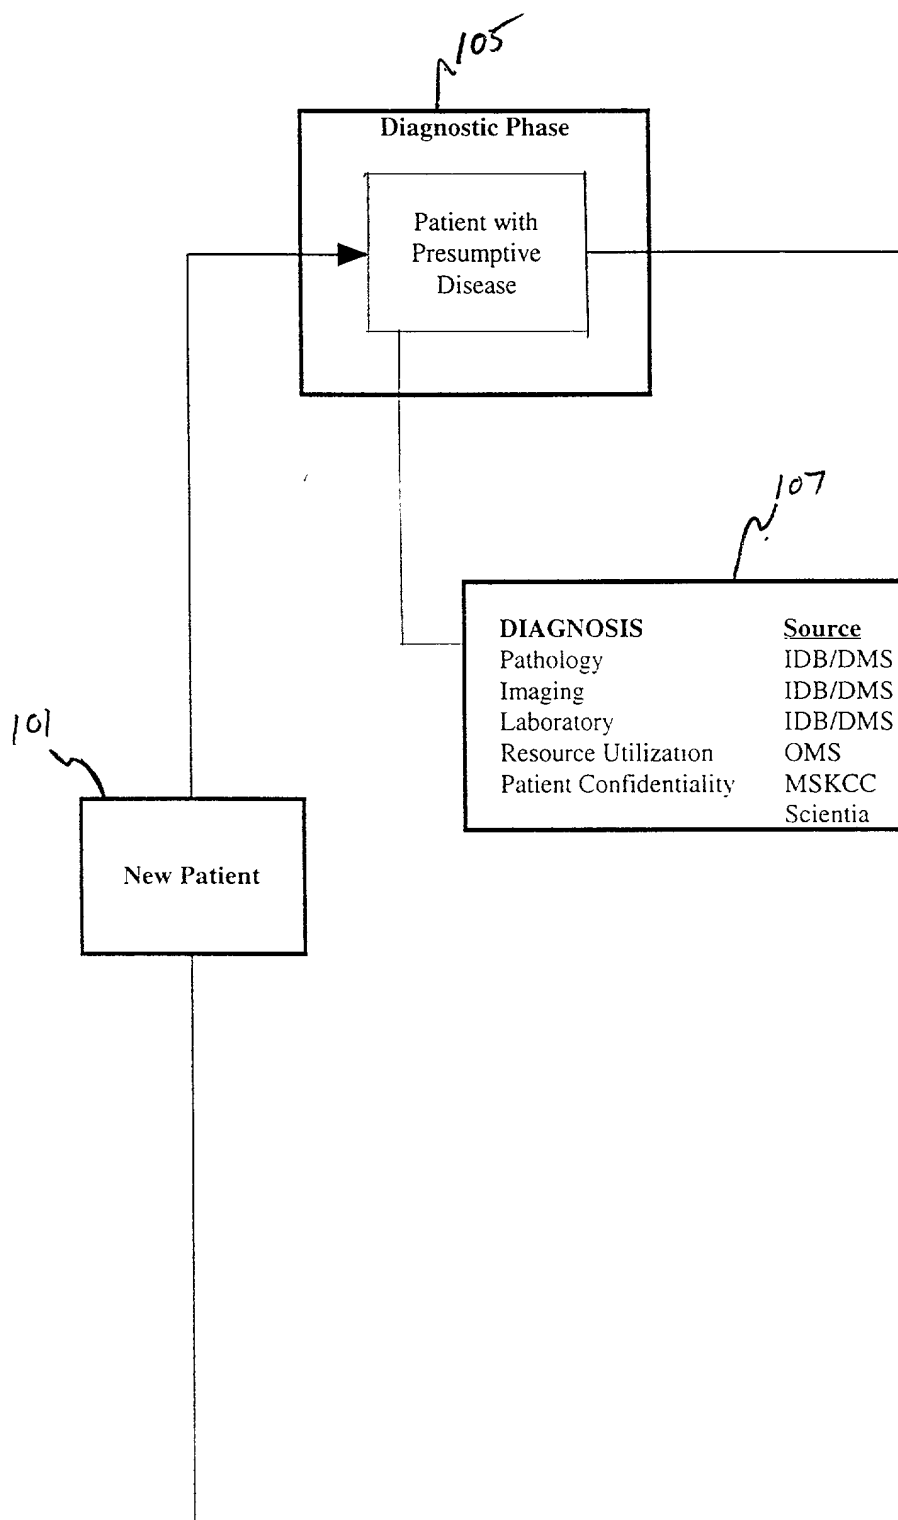 105
Diagnostic Phase
Patient with
Presumptive
Disease
107
DIAGNOSIS Source
Pathology IDB/DMS
Imaging IDB/DMS
Laboratory IDB/DMS
Resource Utilization OMS
Patient Confidentiality MSKCC
Scientia
101
New Patient